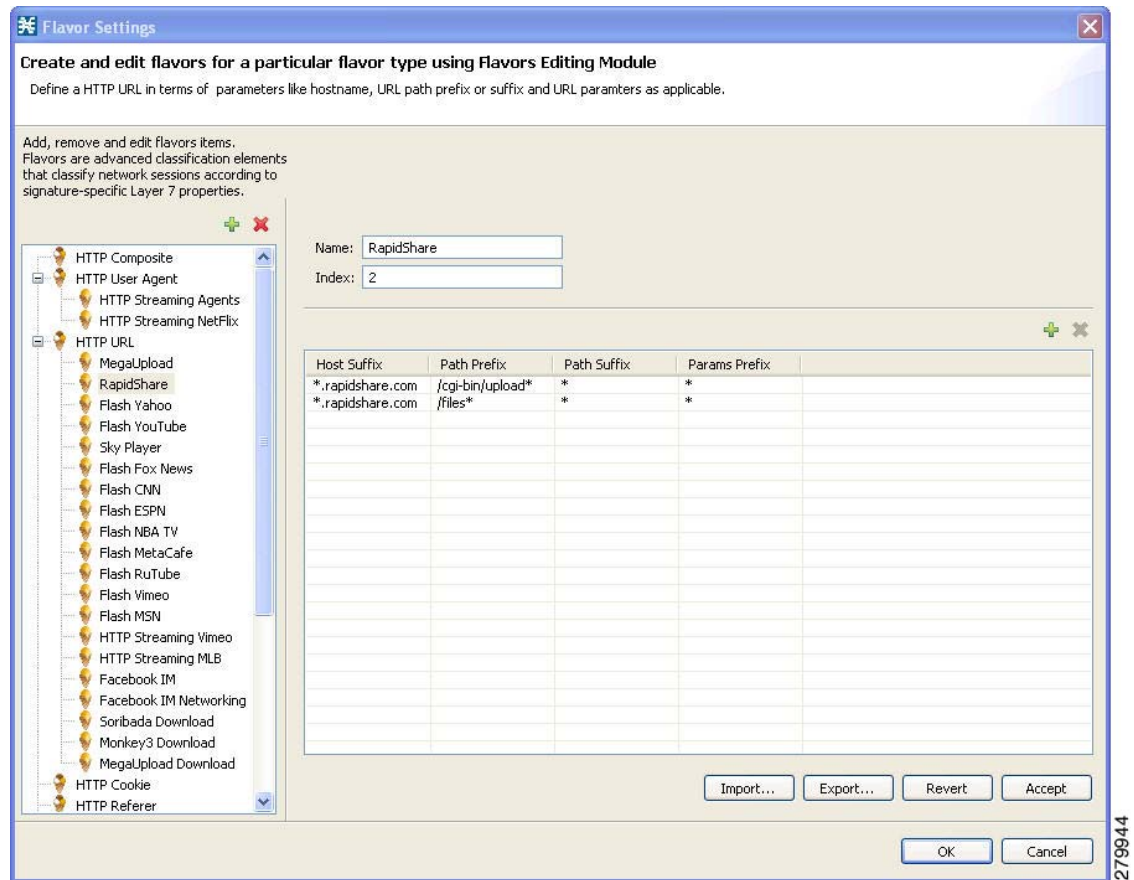 Flavor Settings
Create and edit flavors for a particular flavor type using Flavors Editing Module
Define a HTTP URL in terms of parameters like hostname, URL path prefix or suffix and URL paramters as applicable.
Add, remove and edit flavors items.
Flavors are advanced classification elements
that classify network sessions according to
signature-specific Layer 7 properties.
HTTP Composite
HTTP User Agent
HTTP Streaming Agents
HTTP Streaming NetFlix
HTTP URL
MegaUpload
RapidShare
Flash Yahoo
Flash YouTube
Sky Player
Flash Fox News
Flash CNN
Flash ESPN
Flash NBA TV
Flash MetaCafe
Flash RuTube
Flash Vimeo
Flash MSN
HTTP Streaming Vimeo
HTTP Streaming MLB
Facebook IM
Facebook IM Networking
Soribada Download
Monkey3 Download
MegaUpload Download
HTTP Cookie
HTTP Referer
Name: RapidShare
Index: 2
Host Suffix Path Prefix Path Suffix Params Prefix
*.rapidshare.com /cgi-bin/upload* * *
*.rapidshare.com /files* * *
Import... Export... Revert Accept
OK Cancel
279944